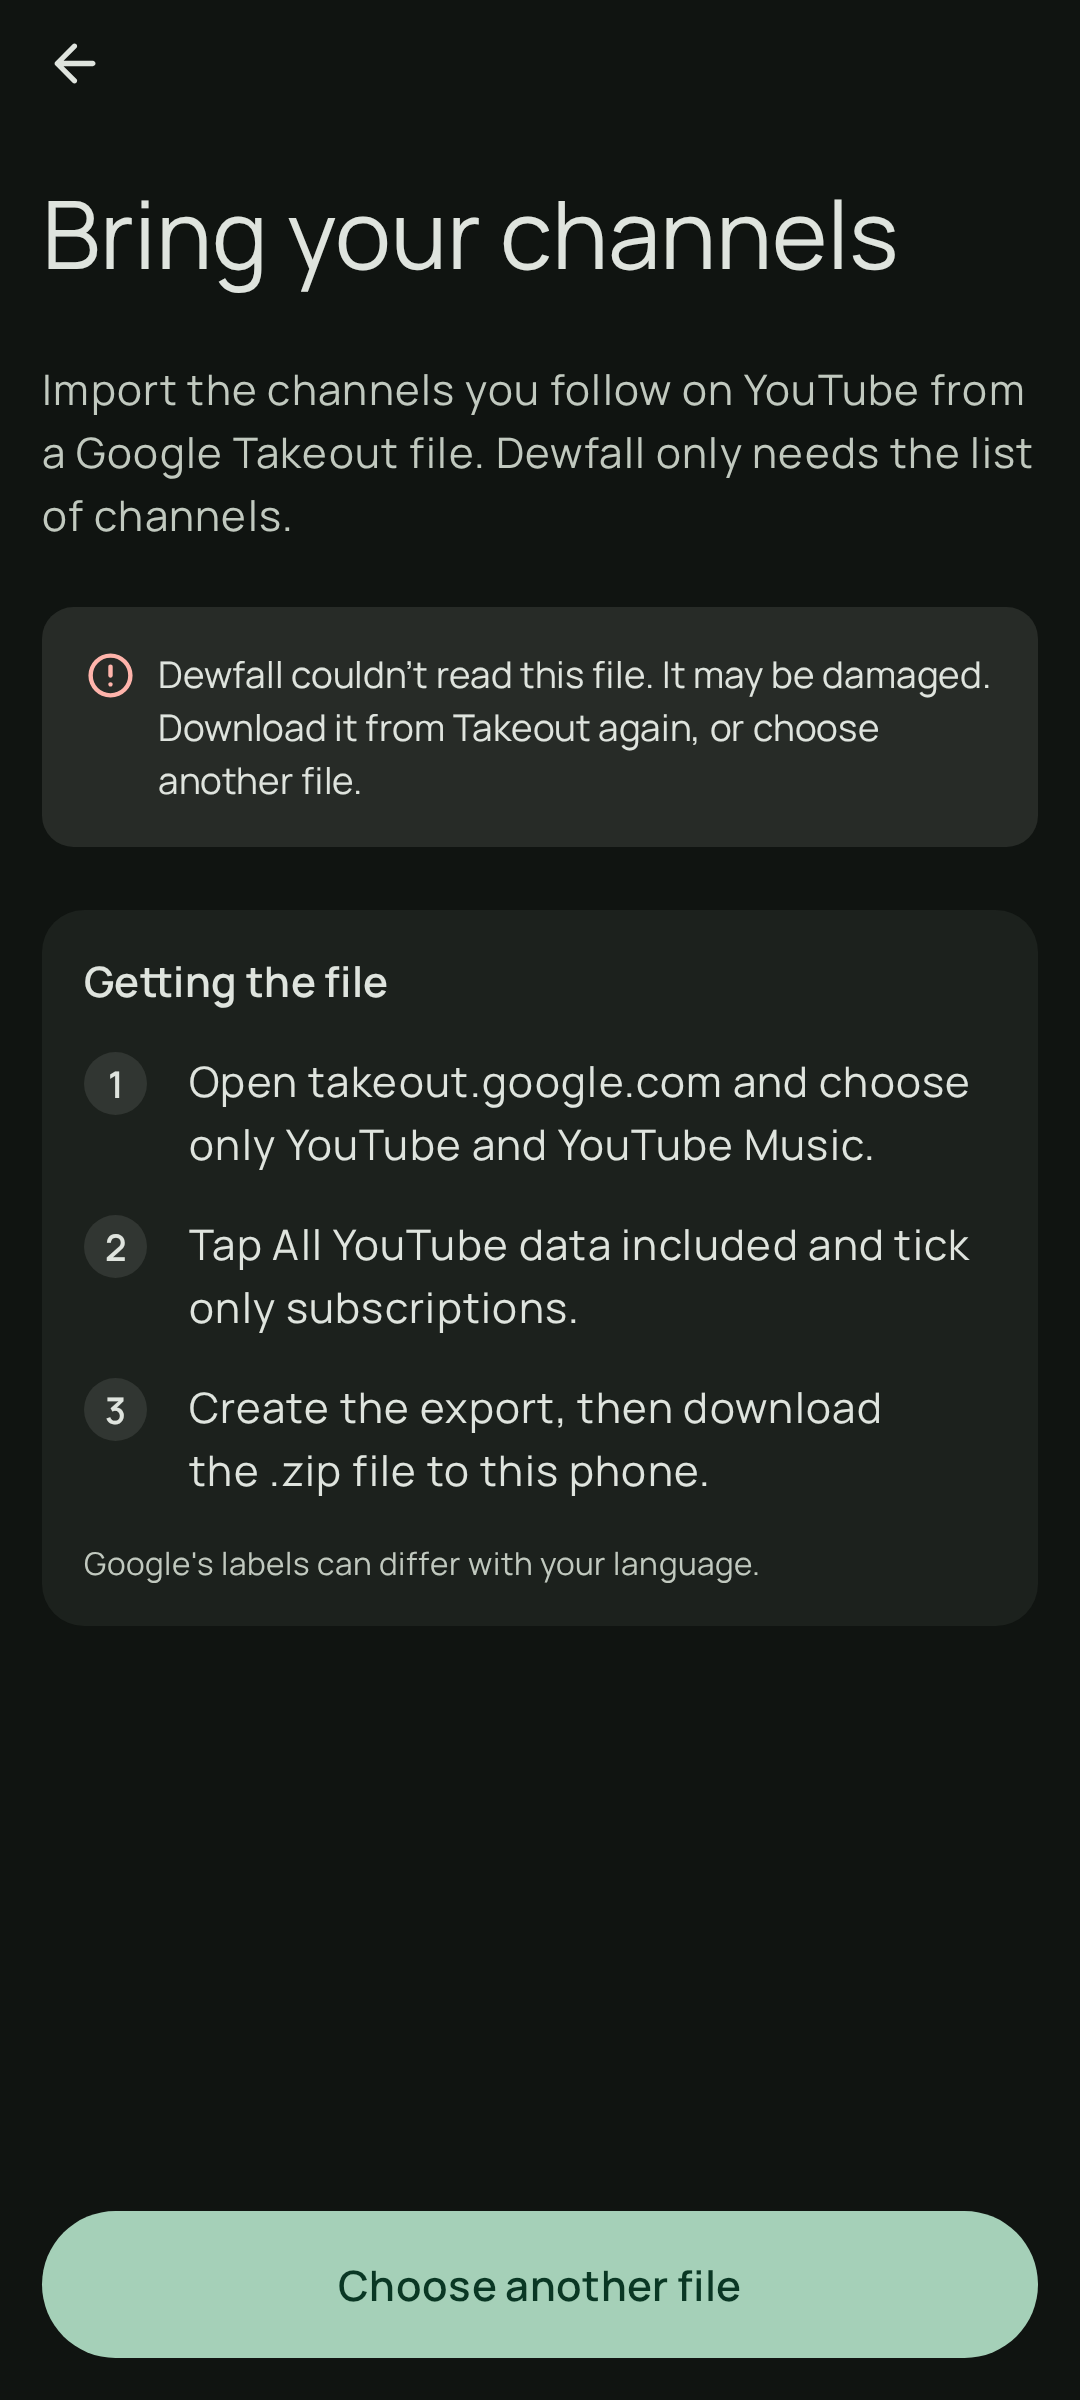 Bring your channels
Import the channels you follow on YouTube from
a Google Takeout file. Dewfall only needs the list
of channels.
Dewfall couldn’t read this file. It may be damaged.
Download it from Takeout again, or choose
another file.
Getting the file
1 Open takeout.google.com and choose
only YouTube and YouTube Music.
2 Tap All YouTube data included and tick
only subscriptions.
3 Create the export, then download
the .zip file to this phone.
Google's labels can differ with your language.
Choose another file